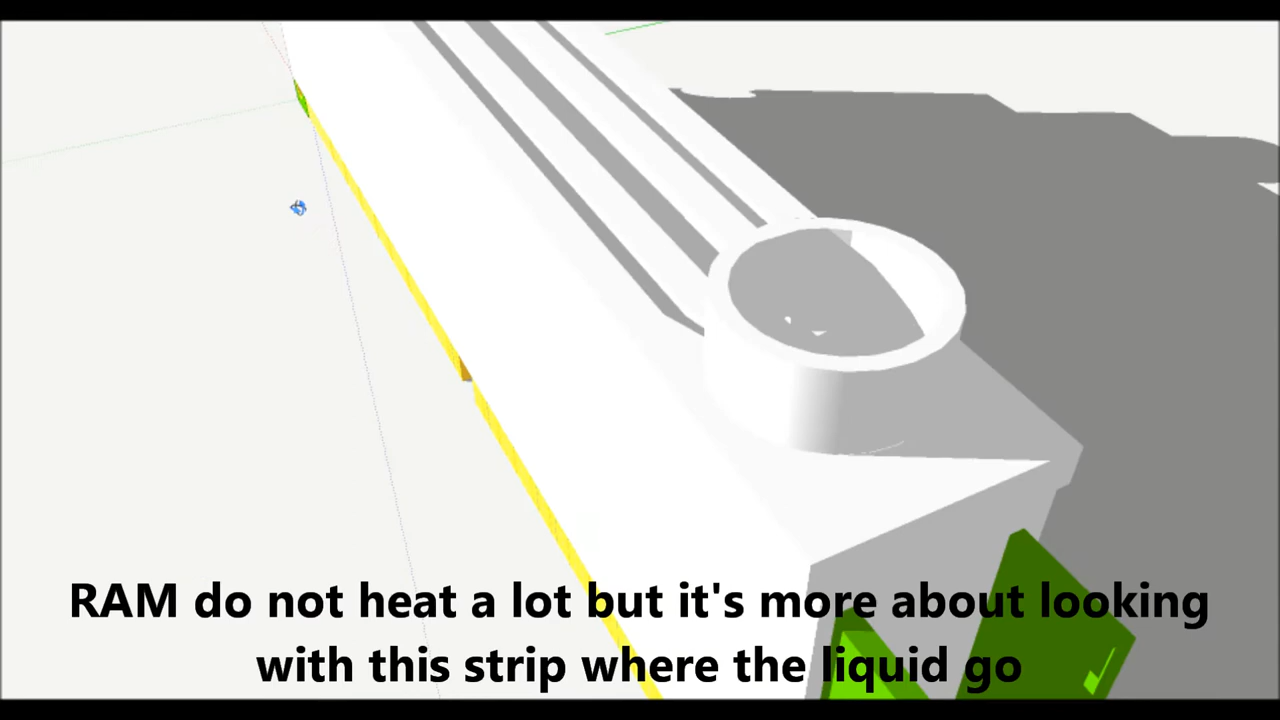 RAM do not heat a lot but it's more about looking
with this strip where the liquid go